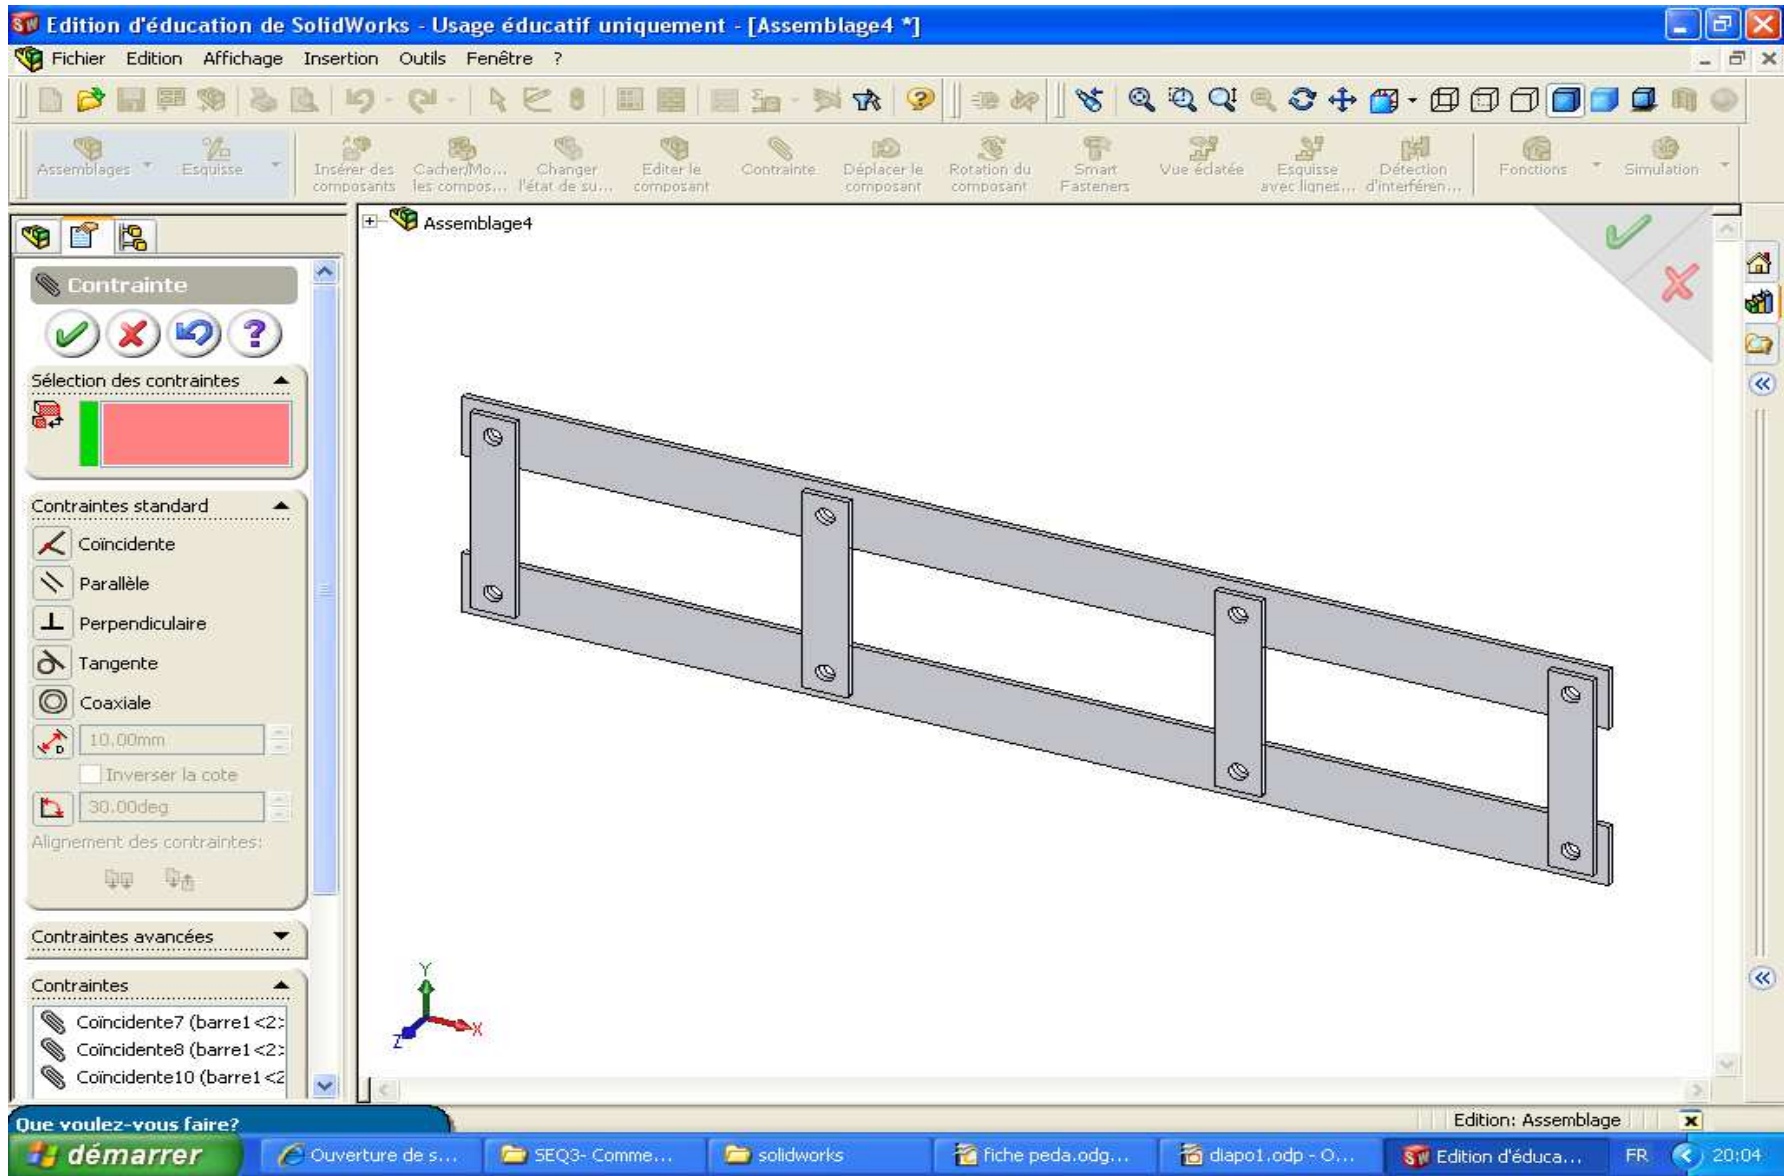 Edition d'éducation de SolidWorks - Usage éducatif uniquement - [Assemblage4 *]
Fichier Edition Affichage Insertion Outils Fenêtre ?
Assemblages Esquisse Insérer des composants Cacher/Mo... les compos... Changer l'état de su... Editer le composant Contrainte Déplacer le composant Rotation du composant Smart Fasteners Vue éclatée Esquisse avec lignes... Détection d'interféren... Fonctions Simulation
Assemblage4
Contrainte
Sélection des contraintes
Contraintes standard
Coïncidente
Parallèle
Perpendiculaire
Tangente
Coaxiale
10.00mm
Inverser la cote
30.00deg
Alignement des contraintes:
Contraintes avancées
Contraintes
Coïncidente7 (barre1<2>
Coïncidente8 (barre1<2>
Coïncidente10 (barre1<2
Y
X
Z
Que voulez-vous faire?
Edition: Assemblage
démarrer
Ouverture de s...
SEQ3- Comme...
solidworks
fiche peda.odg...
diapo1.odp - O...
Edition d'éduca...
FR
20:04